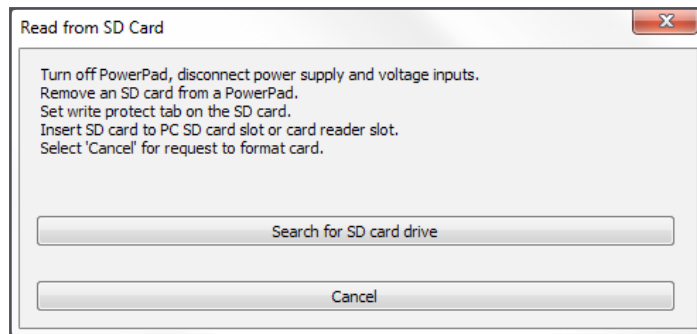 Read from SD Card
Turn off PowerPad, disconnect power supply and voltage inputs.
Remove an SD card from a PowerPad.
Set write protect tab on the SD card.
Insert SD card to PC SD card slot or card reader slot.
Select 'Cancel' for request to format card.
Search for SD card drive
Cancel